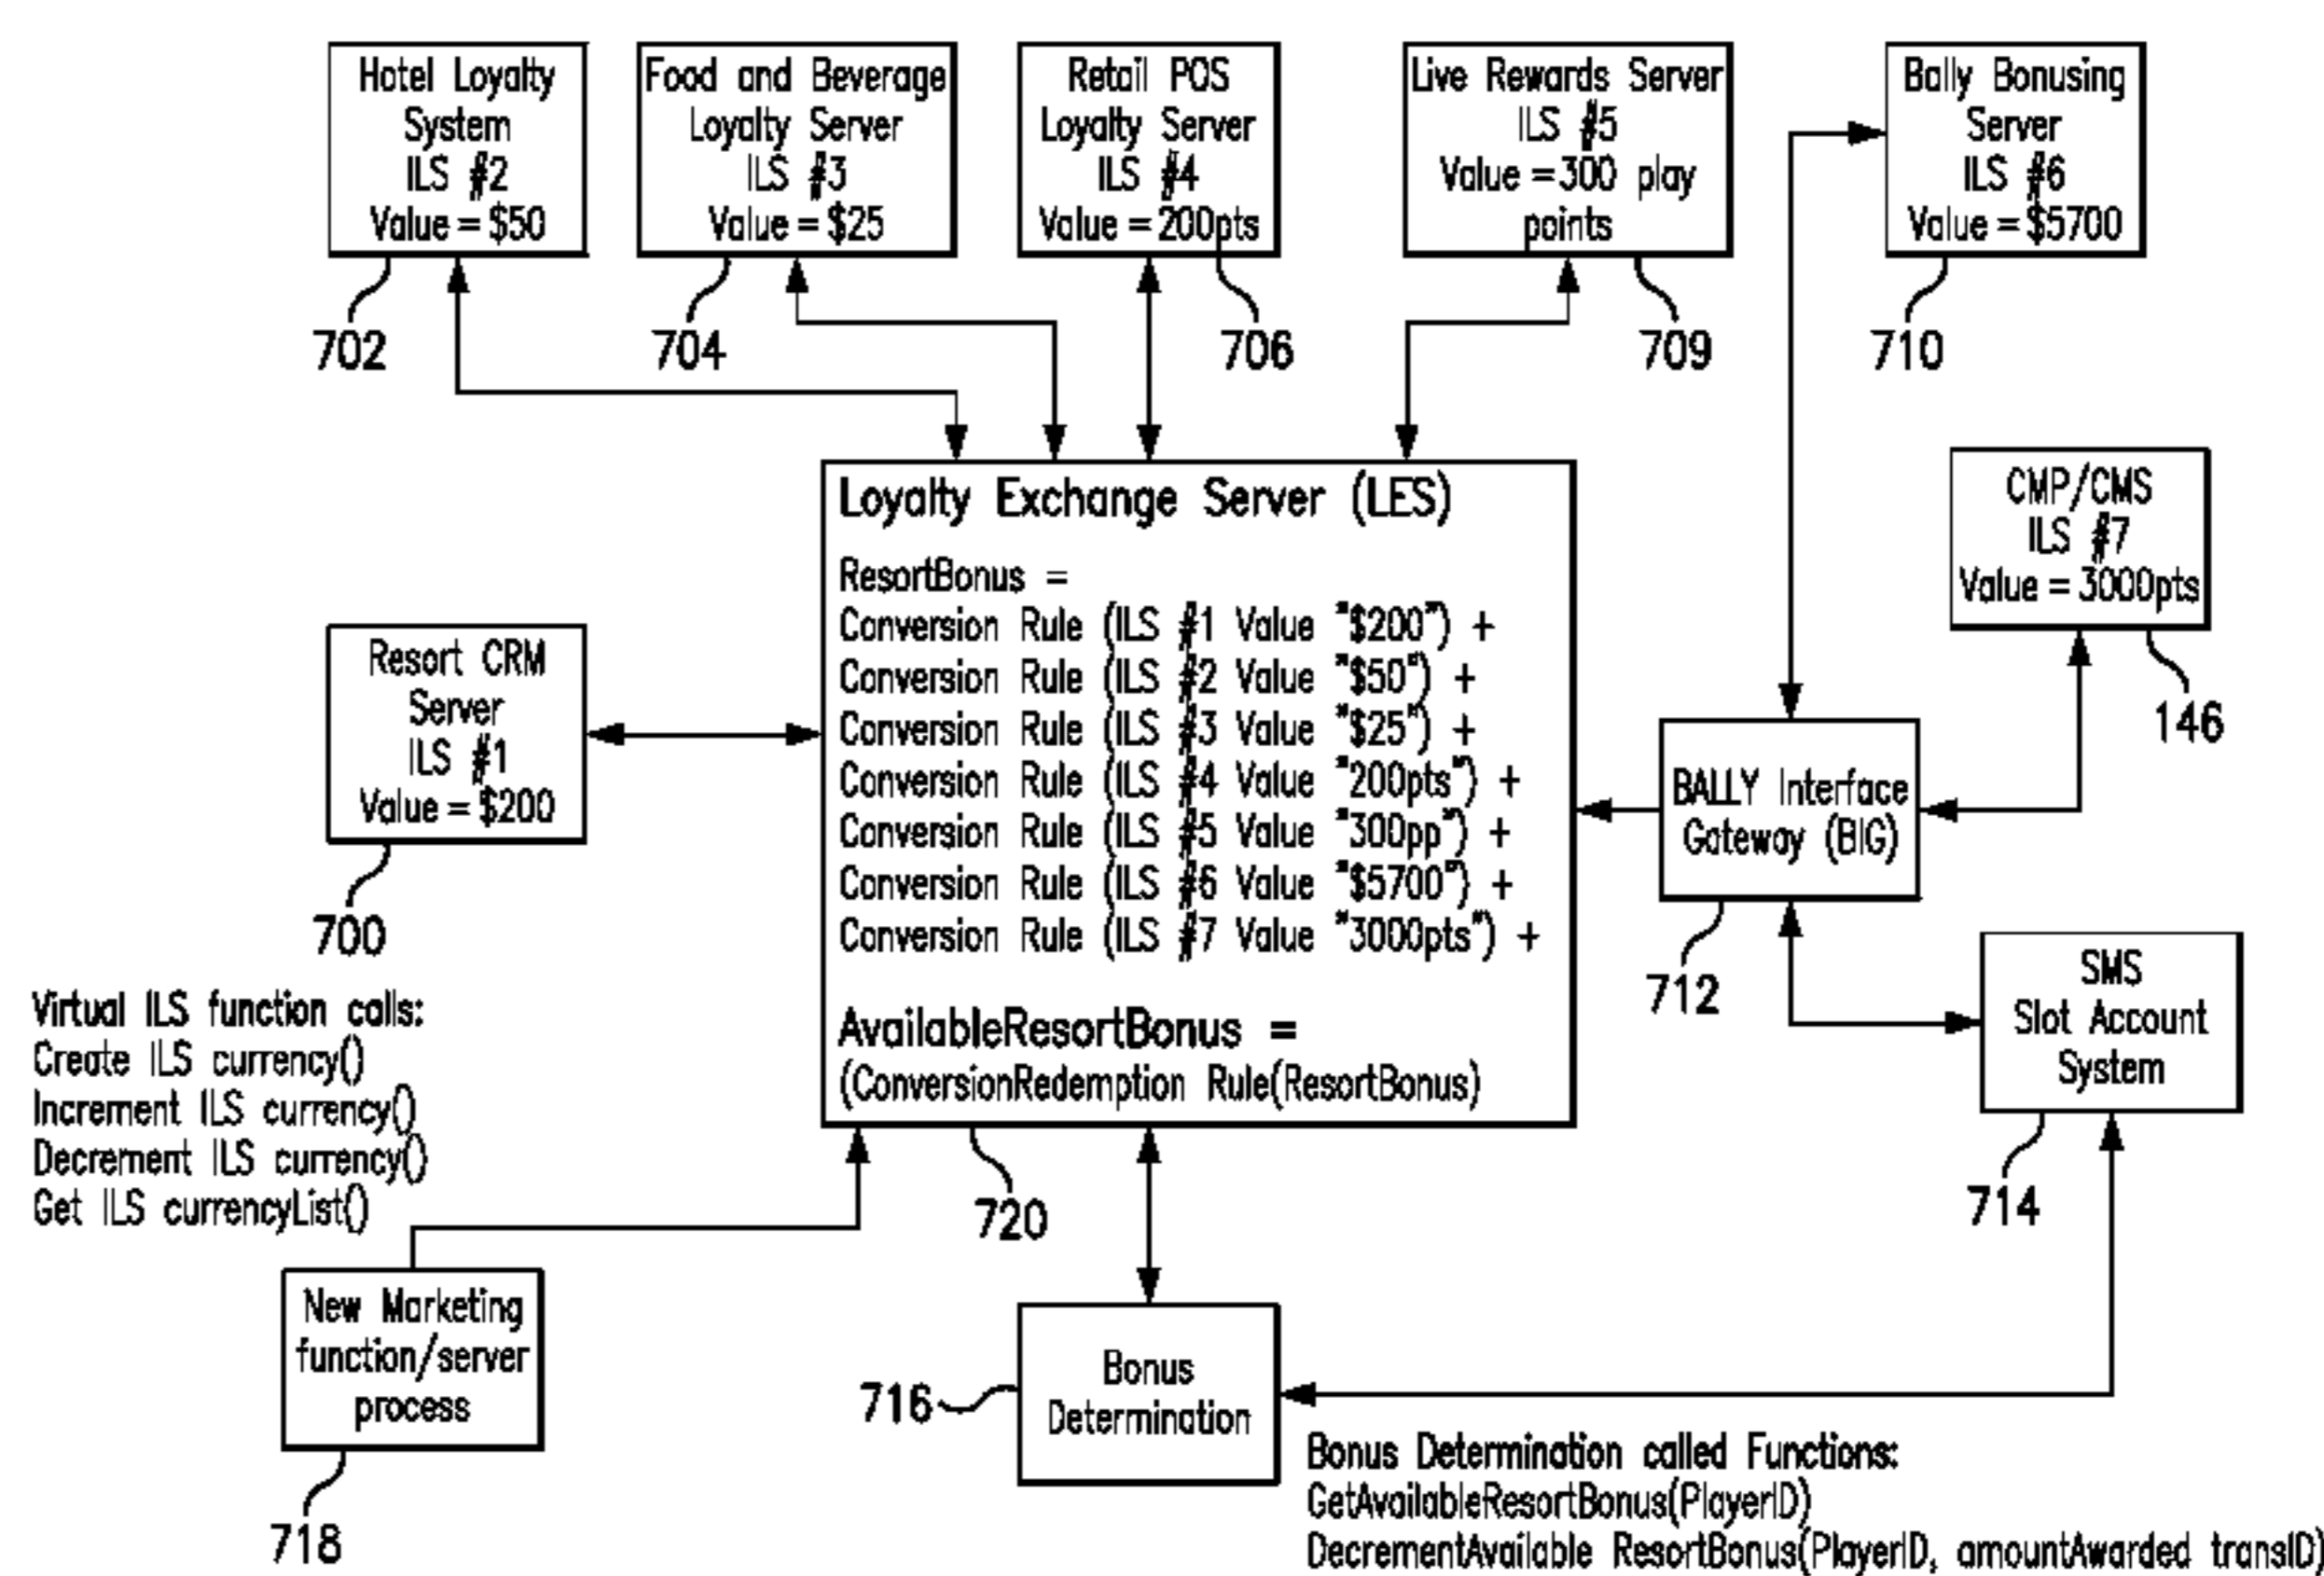 Hotel Loyalty
System
ILS #2
Value = $50
702
Food and Beverage
Loyalty Server
ILS #3
Value = $25
704
Retail POS
Loyalty Server
ILS #4
Value = 200pts
706
Live Rewards Server
ILS #5
Value = 300 play
points
709
Bally Bonusing
Server
ILS #6
Value = $5700
710
CMP/CMS
ILS #7
Value = 3000pts
146
Resort CRM
Server
ILS #1
Value = $200
700
Loyalty Exchange Server (LES)
ResortBonus =
Conversion Rule (ILS #1 Value "$200") +
Conversion Rule (ILS #2 Value "$50") +
Conversion Rule (ILS #3 Value "$25") +
Conversion Rule (ILS #4 Value "200pts") +
Conversion Rule (ILS #5 Value "300pp") +
Conversion Rule (ILS #6 Value "$5700") +
Conversion Rule (ILS #7 Value "3000pts") +
AvailableResortBonus =
(ConversionRedemption Rule(ResortBonus)
720
BALLY Interface
Gateway (BIG)
712
SMS
Slot Account
System
714
Virtual ILS function calls:
Create ILS currency()
Increment ILS currency()
Decrement ILS currency()
Get ILS currencyList()
New Marketing
function/server
process
718
Bonus
Determination
716
Bonus Determination called Functions:
GetAvailableResortBonus(PlayerID)
DecrementAvailable ResortBonus(PlayerID, amountAwarded transID)